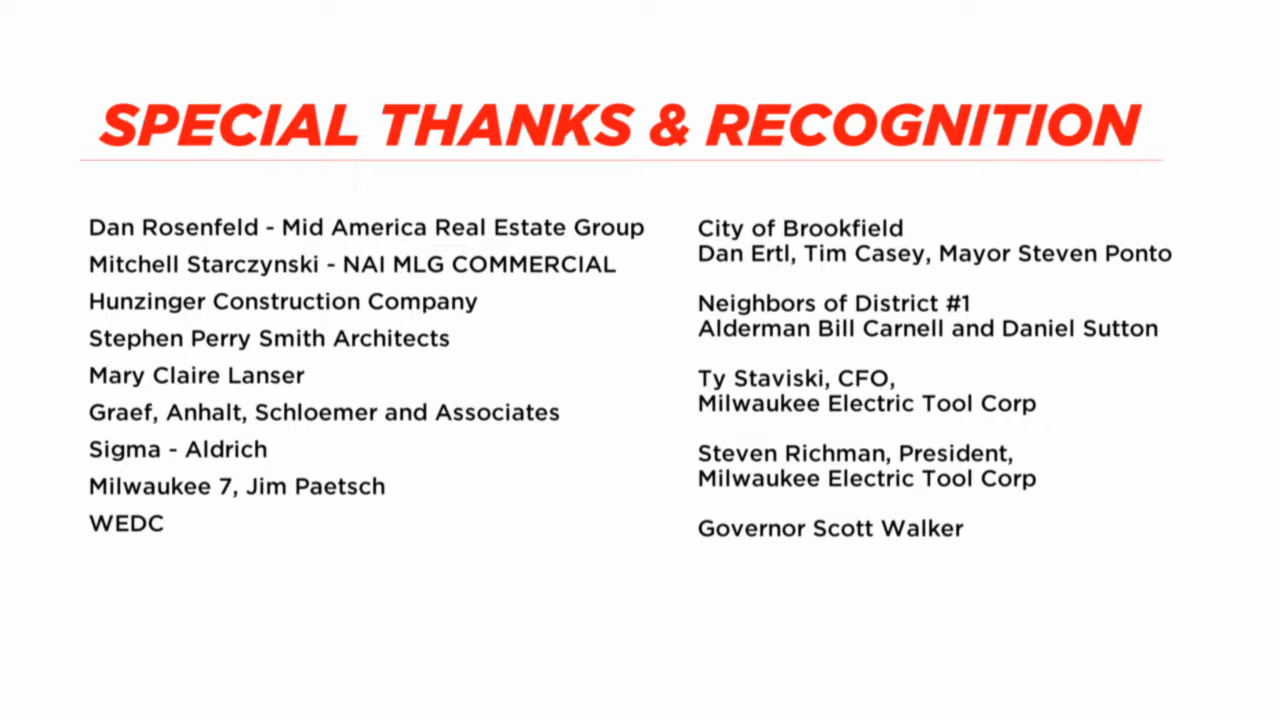 SPECIAL THANKS & RECOGNITION
Dan Rosenfeld - Mid America Real Estate Group
Mitchell Starczynski - NAI MLG COMMERCIAL
Hunzinger Construction Company
Stephen Perry Smith Architects
Mary Claire Lanser
Graef, Anhalt, Schloemer and Associates
Sigma - Aldrich
Milwaukee 7, Jim Paetsch
WEDC
City of Brookfield
Dan Ertl, Tim Casey, Mayor Steven Ponto
Neighbors of District #1
Alderman Bill Carnell and Daniel Sutton
Ty Staviski, CFO,
Milwaukee Electric Tool Corp
Steven Richman, President,
Milwaukee Electric Tool Corp
Governor Scott Walker